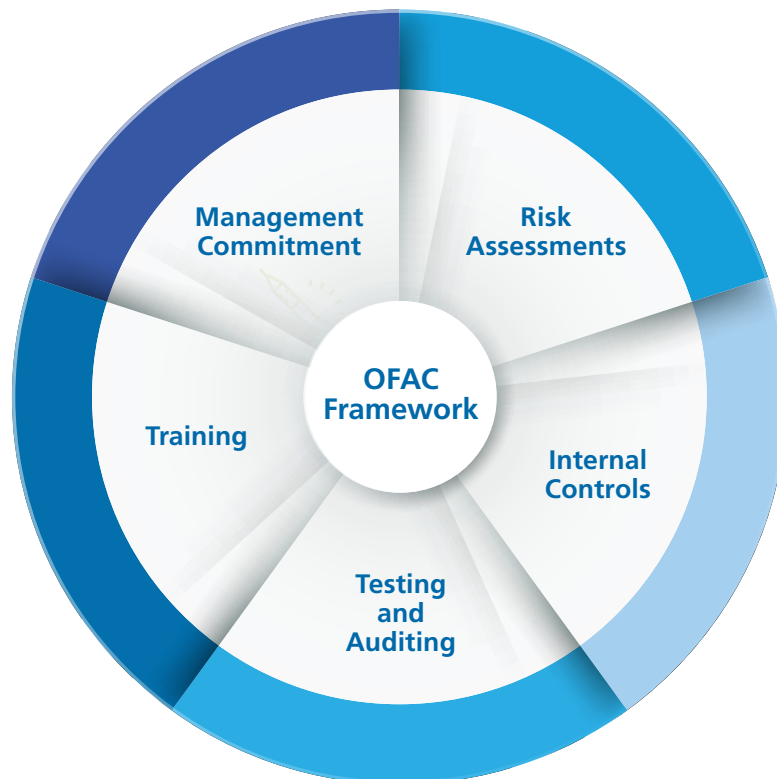 Management
Commitment
Risk
Assessments
OFAC
Framework
Training
Internal
Controls
Testing
and
Auditing